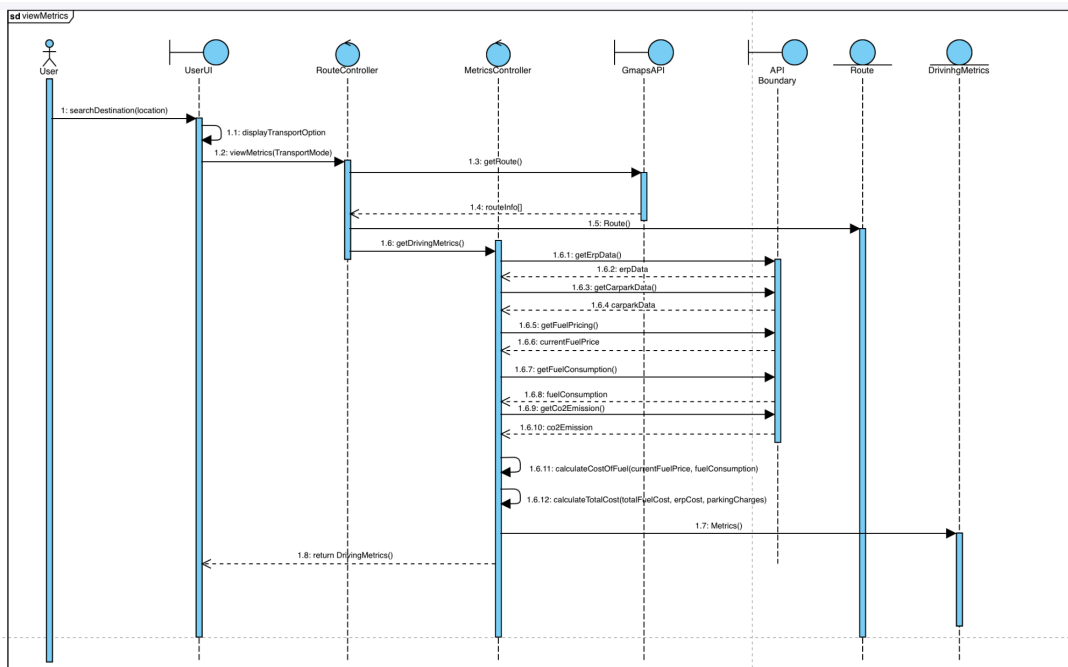 sd viewMetrics
User
UserUI
RouteController
MetricsController
GmapsAPI
API
Boundary
Route
DrivinhgMetrics
1: searchDestination(location)
1.1: displayTransportOption
1.2: viewMetrics(TransportMode)
1.3: getRoute()
1.4: routeInfo[]
1.5: Route()
1.6: getDrivingMetrics()
1.6.1: getErpData()
1.6.2: erpData
1.6.3: getCarparkData()
1.6.4 carparkData
1.6.5: getFuelPricing()
1.6.6: currentFuelPrice
1.6.7: getFuelConsumption()
1.6.8: fuelConsumption
1.6.9: getCo2Emission()
1.6.10: co2Emission
1.6.11: calculateCostOfFuel(currentFuelPrice, fuelConsumption)
1.6.12: calculateTotalCost(totalFuelCost, erpCost, parkingCharges)
1.7: Metrics()
1.8: return DrivingMetrics()